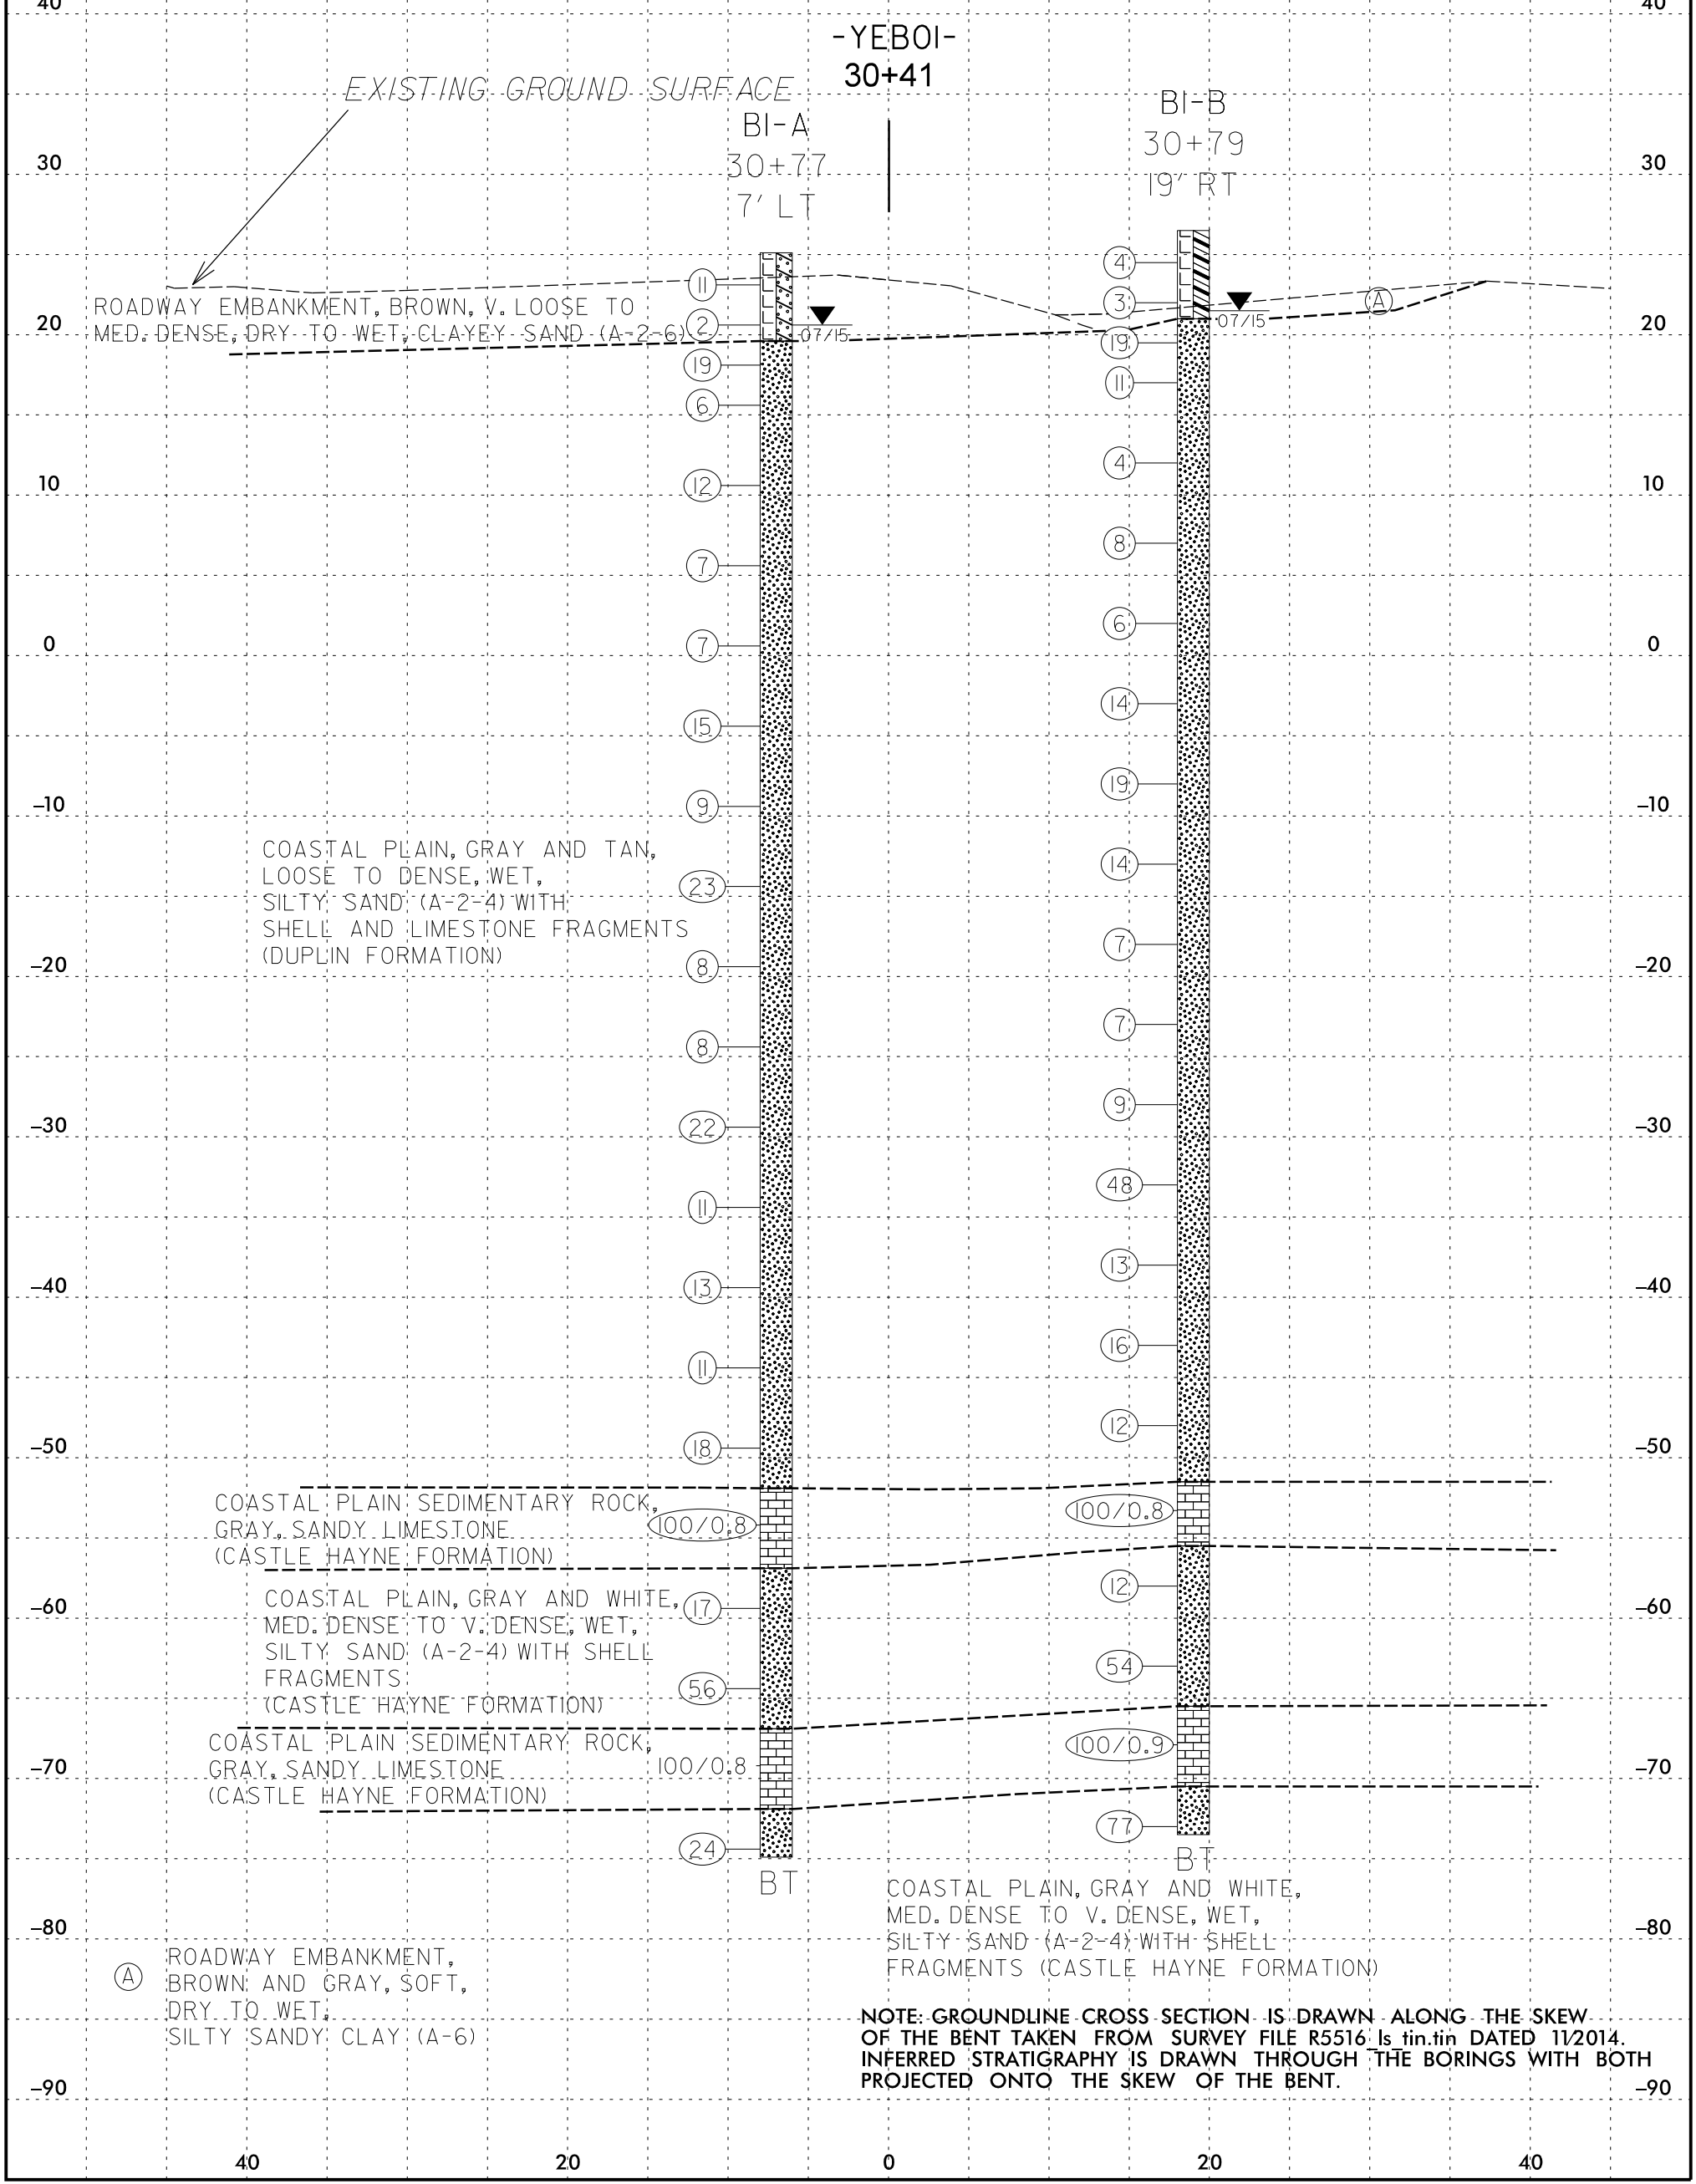 40
40
-YEB01-
30+41
EXISTING GROUND SURFACE
B1-A
30+77
7' LT
B1-B
30+79
19' RT
30
30
ROADWAY EMBANKMENT, BROWN, V. LOOSE TO
MED. DENSE, DRY TO WET, CLAYEY SAND (A-2-6)
11
2
19
6
12
7
7
15
9
23
8
8
22
11
13
11
18
100/0.8
17
56
100/0.8
24
BT
07/15
4
3
19
11
4
8
6
14
19
14
7
7
9
48
13
16
12
100/0.8
12
54
100/0.9
77
BT
07/15
A
20
20
10
10
0
0
-10
-10
COASTAL PLAIN, GRAY AND TAN,
LOOSE TO DENSE, WET,
SILTY SAND (A-2-4) WITH
SHELL AND LIMESTONE FRAGMENTS
(DUPLIN FORMATION)
-20
-20
-30
-30
-40
-40
-50
-50
COASTAL PLAIN SEDIMENTARY ROCK,
GRAY, SANDY LIMESTONE
(CASTLE HAYNE FORMATION)
COASTAL PLAIN, GRAY AND WHITE,
MED. DENSE TO V. DENSE, WET,
SILTY SAND (A-2-4) WITH SHELL
FRAGMENTS
(CASTLE HAYNE FORMATION)
-60
-60
COASTAL PLAIN SEDIMENTARY ROCK,
GRAY, SANDY LIMESTONE
(CASTLE HAYNE FORMATION)
-70
-70
COASTAL PLAIN, GRAY AND WHITE,
MED. DENSE TO V. DENSE, WET,
SILTY SAND (A-2-4) WITH SHELL
FRAGMENTS (CASTLE HAYNE FORMATION)
-80
-80
A
ROADWAY EMBANKMENT,
BROWN AND GRAY, SOFT,
DRY TO WET,
SILTY SANDY CLAY (A-6)
NOTE: GROUNDLINE CROSS SECTION IS DRAWN ALONG THE SKEW
OF THE BENT TAKEN FROM SURVEY FILE R5516_ls_tin.tin DATED 11/2014.
INFERRED STRATIGRAPHY IS DRAWN THROUGH THE BORINGS WITH BOTH
PROJECTED ONTO THE SKEW OF THE BENT.
-90
-90
40
20
0
20
40